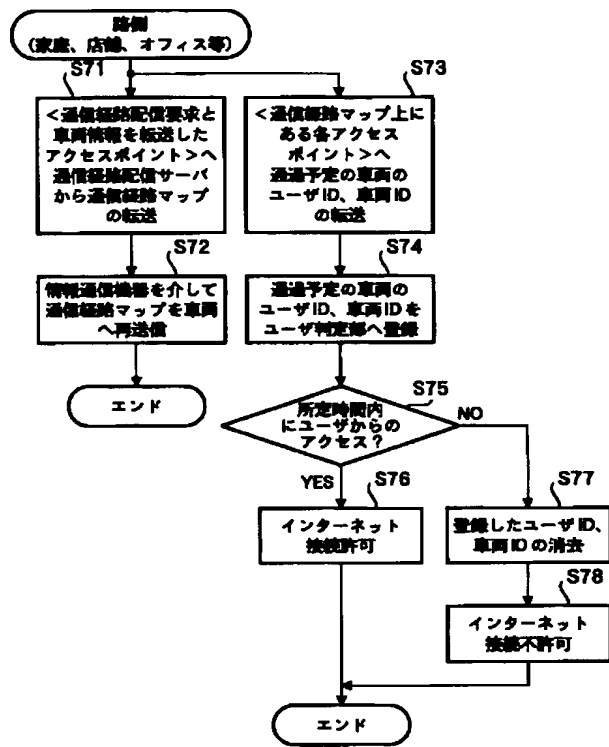 路側
(家庭、店舗、オフィス等)
S71
<通信経路配信要求と
車両情報を転送した
アクセスポイント>へ
通信経路配信サーバ
から通信経路マップ
の転送
S72
情報通信機器を介して
通信経路マップを車両
へ再送信
エンド
S73
<通信経路マップ上に
ある各アクセス
ポイント>へ
通過予定の車両の
ユーザID、車両ID
の転送
S74
通過予定の車両の
ユーザID、車両IDを
ユーザ判定部へ登録
S75
所定時間内
にユーザからの
アクセス?
YES
NO
S76
インターネット
接続許可
S77
登録したユーザID、
車両IDの消去
S78
インターネット
接続不許可
エンド